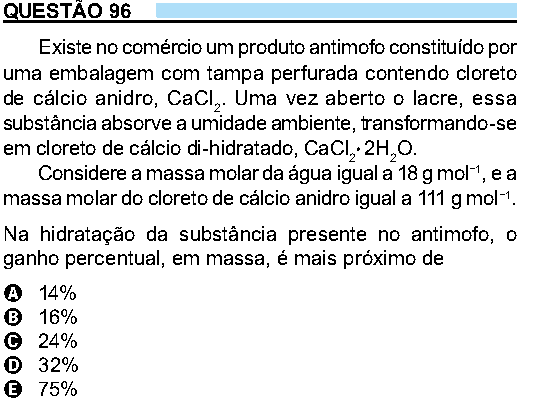 QUESTÃO 96
Existe no comércio um produto antimofo constituído por
uma embalagem com tampa perfurada contendo cloreto
de cálcio anidro, CaCl₂. Uma vez aberto o lacre, essa
substância absorve a umidade ambiente, transformando-se
em cloreto de cálcio di-hidratado, CaCl₂·2H₂O.
Considere a massa molar da água igual a 18 g mol⁻¹, e a
massa molar do cloreto de cálcio anidro igual a 111 g mol⁻¹.
Na hidratação da substância presente no antimofo, o
ganho percentual, em massa, é mais próximo de
A 14%
B 16%
C 24%
D 32%
E 75%